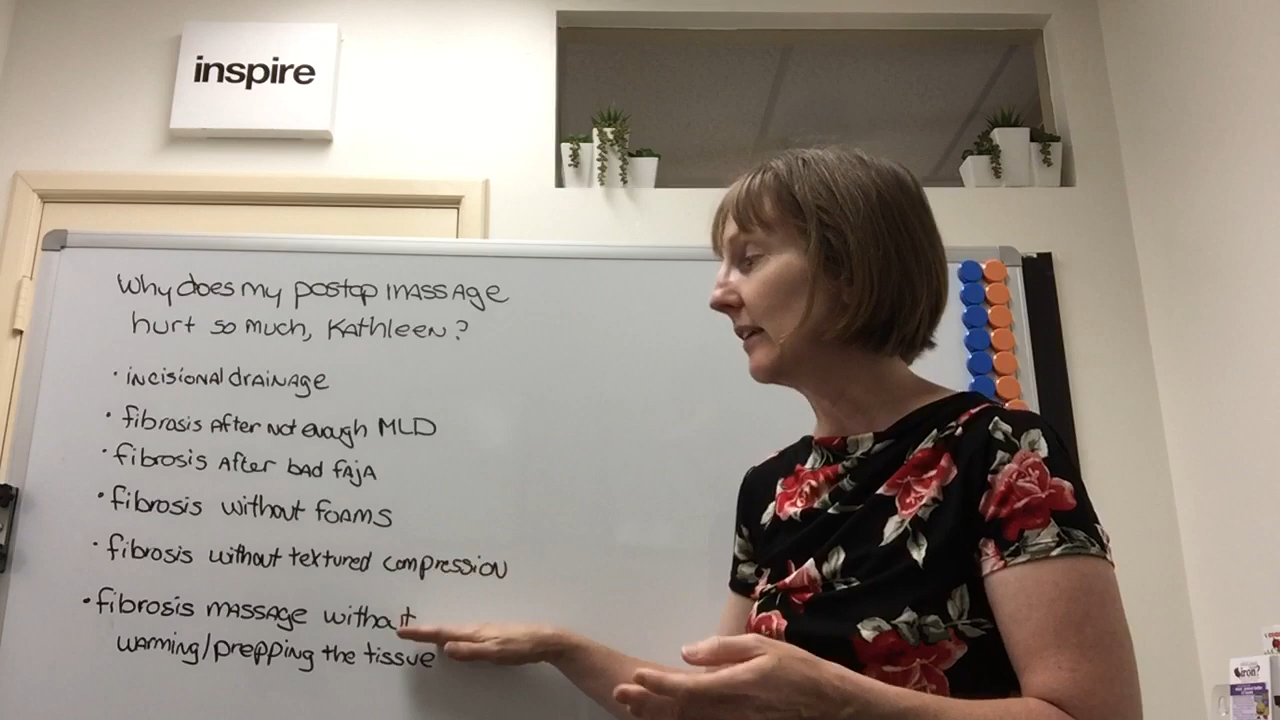 inspire
Why does my postop massage
hurt so much, Kathleen?
• incisional drainage
• fibrosis after not enough MLD
• fibrosis after bad faja
• fibrosis without foams
• fibrosis without textured compression
• fibrosis massage without
warming/prepping the tissue
iron?